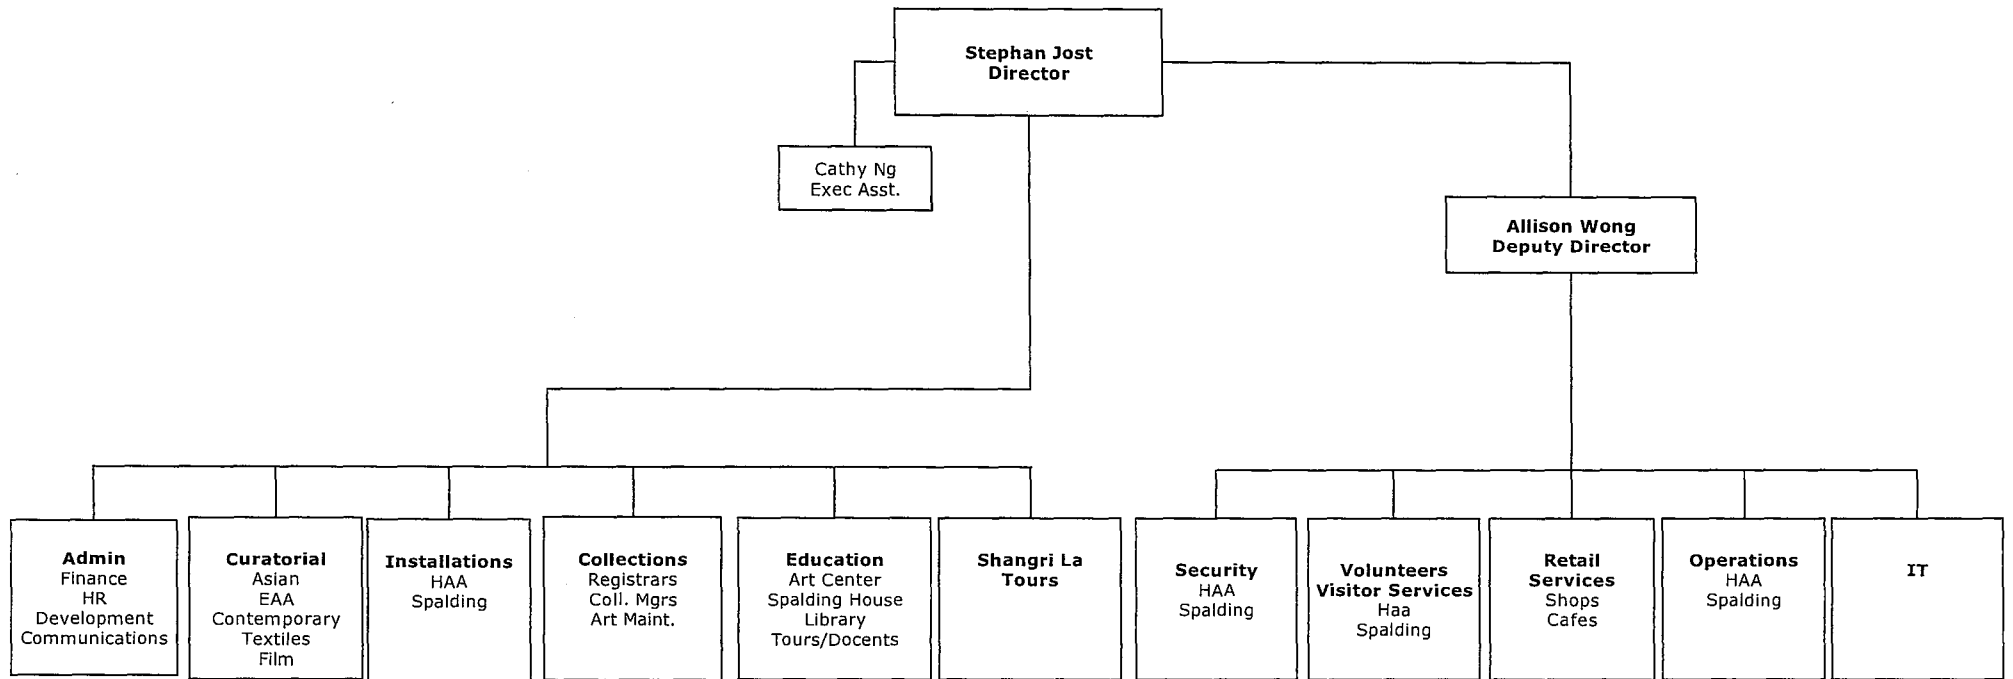 Stephan Jost
Director
Cathy Ng
Exec Asst.
Allison Wong
Deputy Director
Admin
Finance
HR
Development
Communications
Curatorial
Asian
EAA
Contemporary
Textiles
Film
Installations
HAA
Spalding
Collections
Registrars
Coll. Mgrs
Art Maint.
Education
Art Center
Spalding House
Library
Tours/Docents
Shangri La
Tours
Security
HAA
Spalding
Volunteers
Visitor Services
Haa
Spalding
Retail
Services
Shops
Cafes
Operations
HAA
Spalding
IT